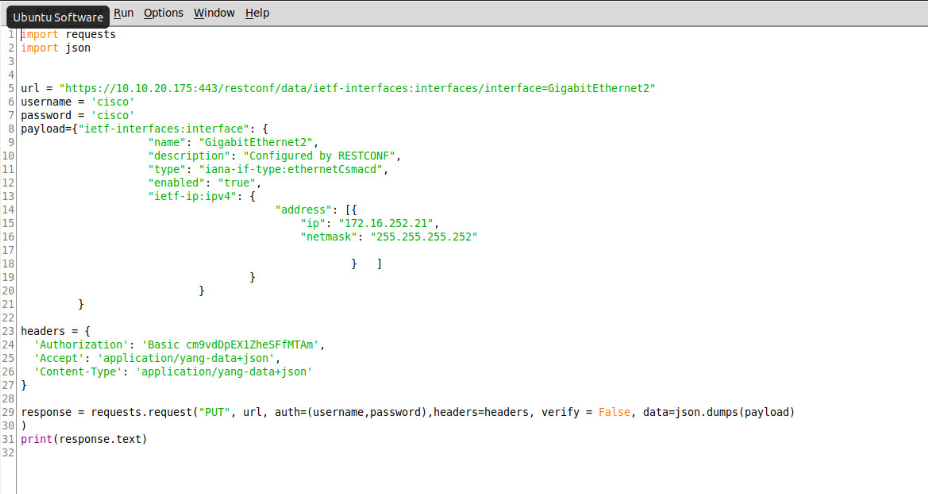 Ubuntu Software Run Options Window Help
1 import requests
2 import json
3
4
5 url = "https://10.10.20.175:443/restconf/data/ietf-interfaces:interfaces/interface=GigabitEthernet2"
6 username = 'cisco'
7 password = 'cisco'
8 payload={"ietf-interfaces:interface": {
9 "name": "GigabitEthernet2",
10 "description": "Configured by RESTCONF",
11 "type": "iana-if-type:ethernetCsmacd",
12 "enabled": "true",
13 "ietf-ip:ipv4": {
14 "address": [{
15 "ip": "172.16.252.21",
16 "netmask": "255.255.255.252"
17
18 } ]
19 }
20 }
21 }
22
23 headers = {
24 'Authorization': 'Basic cm9vdDpEX1ZheSFfMTAm',
25 'Accept': 'application/yang-data+json',
26 'Content-Type': 'application/yang-data+json'
27 }
28
29 response = requests.request("PUT", url, auth=(username,password),headers=headers, verify = False, data=json.dumps(payload)
30 )
31 print(response.text)
32